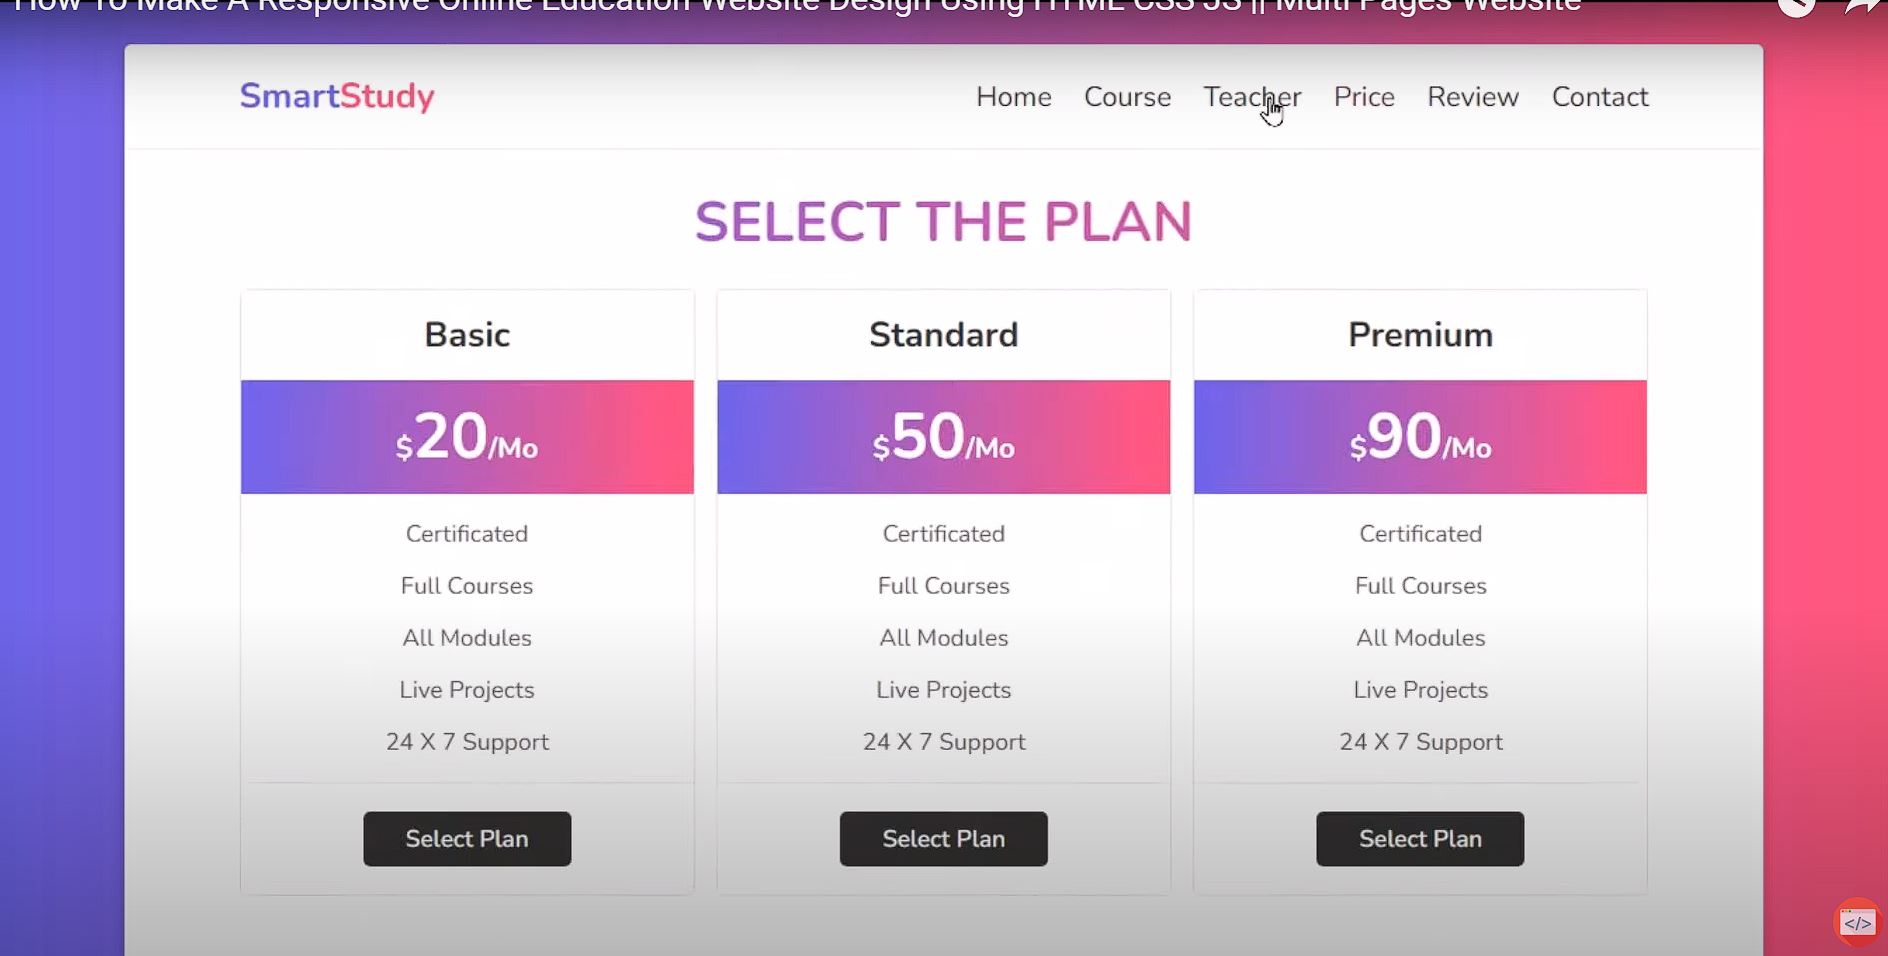 How To Make A Responsive Online Education Website Design Using HTML CSS JS || Multi Pages Website
SmartStudy
Home Course Teacher Price Review Contact
SELECT THE PLAN
Basic
$20/Mo
Certificated
Full Courses
All Modules
Live Projects
24 X 7 Support
Select Plan
Standard
$50/Mo
Certificated
Full Courses
All Modules
Live Projects
24 X 7 Support
Select Plan
Premium
$90/Mo
Certificated
Full Courses
All Modules
Live Projects
24 X 7 Support
Select Plan
</>